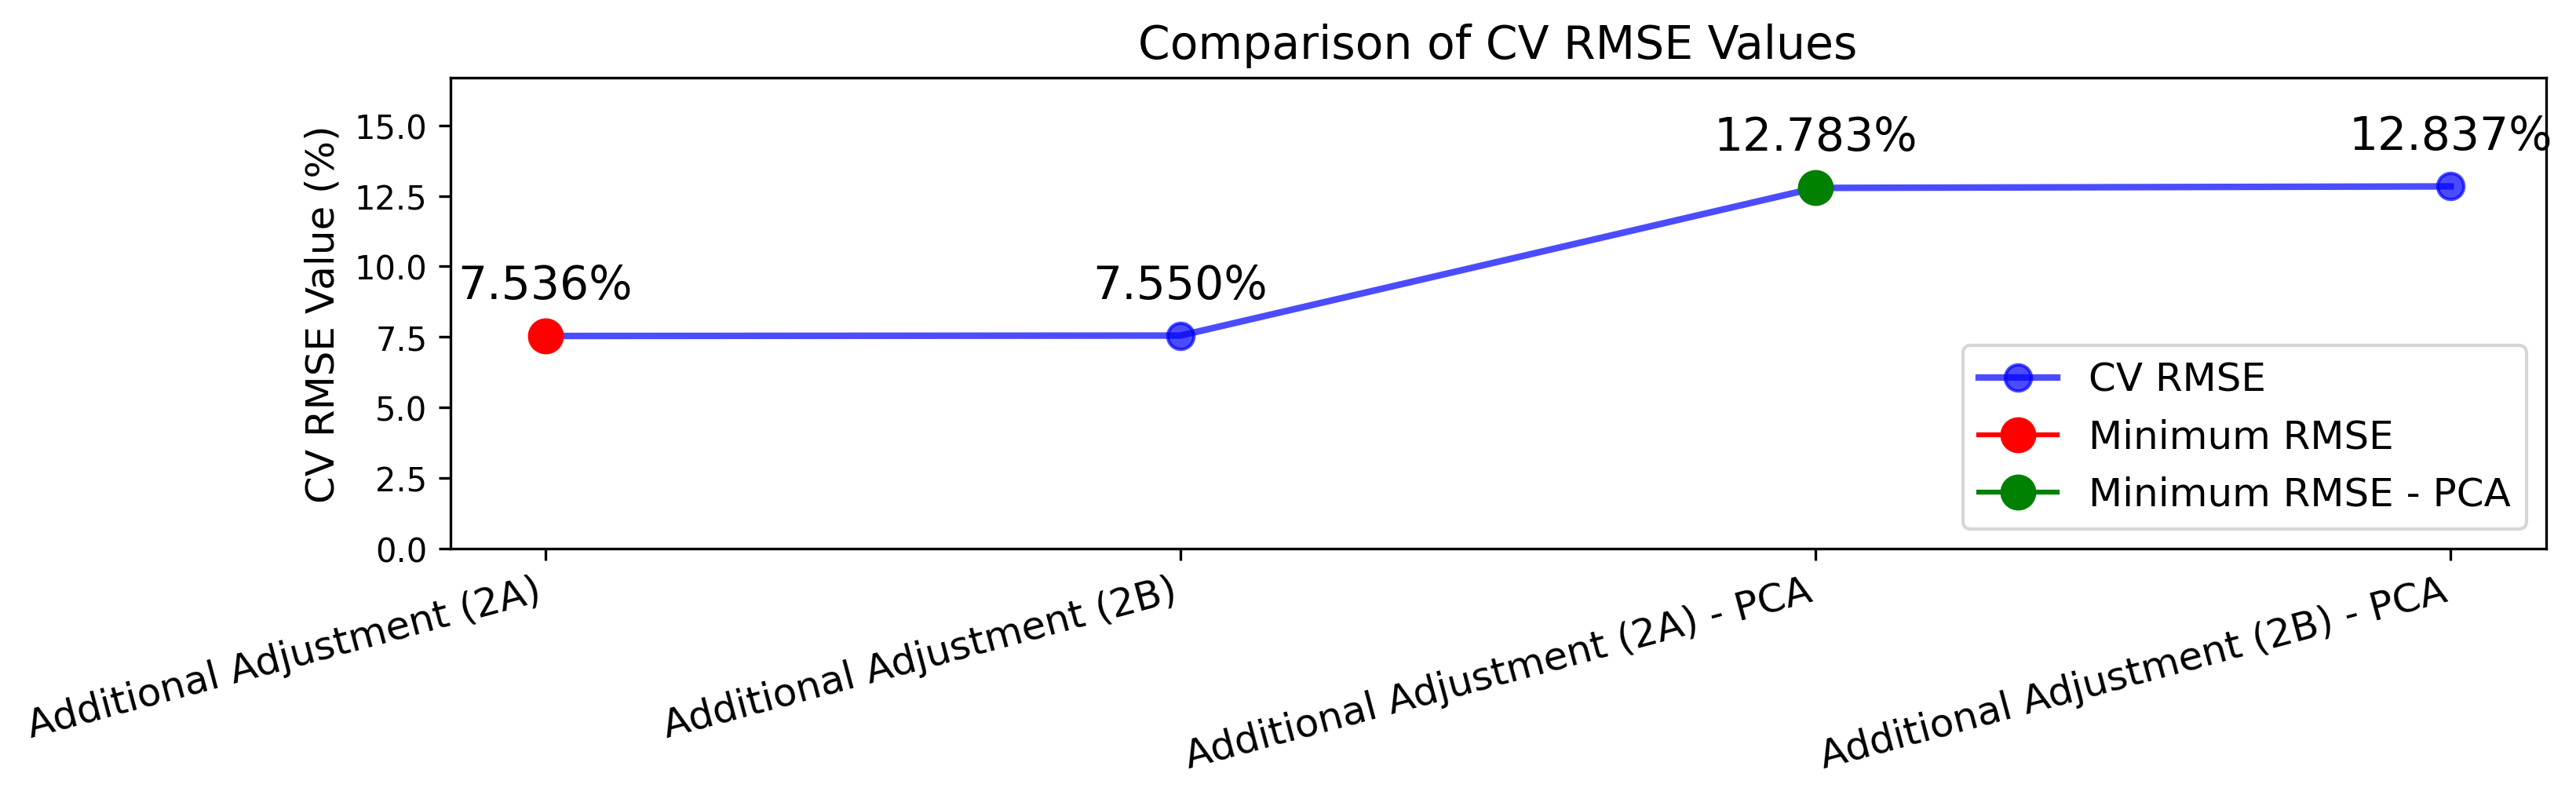 Comparison of CV RMSE Values
CV RMSE Value (%)
15.0
12.5
10.0
7.5
5.0
2.5
0.0
7.536%
7.550%
12.783%
12.837%
CV RMSE
Minimum RMSE
Minimum RMSE - PCA
Additional Adjustment (2A)
Additional Adjustment (2B)
Additional Adjustment (2A) - PCA
Additional Adjustment (2B) - PCA